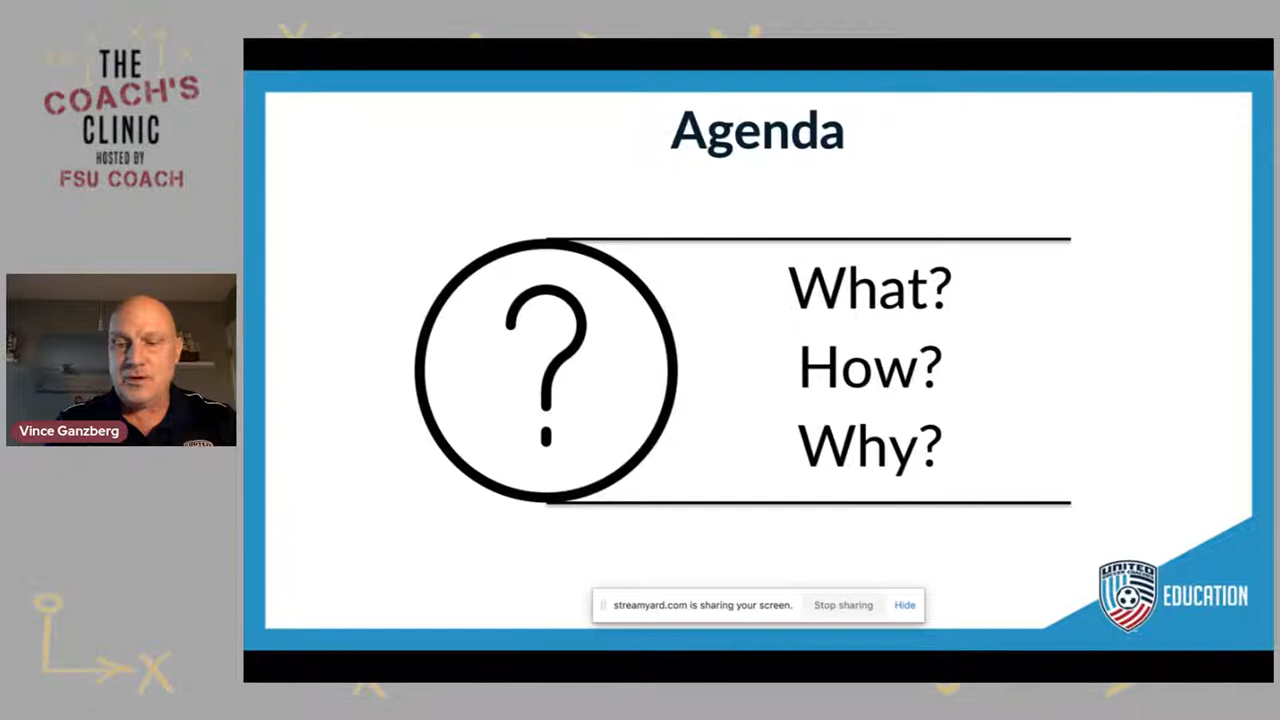 THE
COACH'S
CLINIC
HOSTED BY
FSU COACH
Vince Ganzberg
Agenda
?
What?
How?
Why?
streamyard.com is sharing your screen.
Stop sharing
Hide
UNITED
EDUCATION